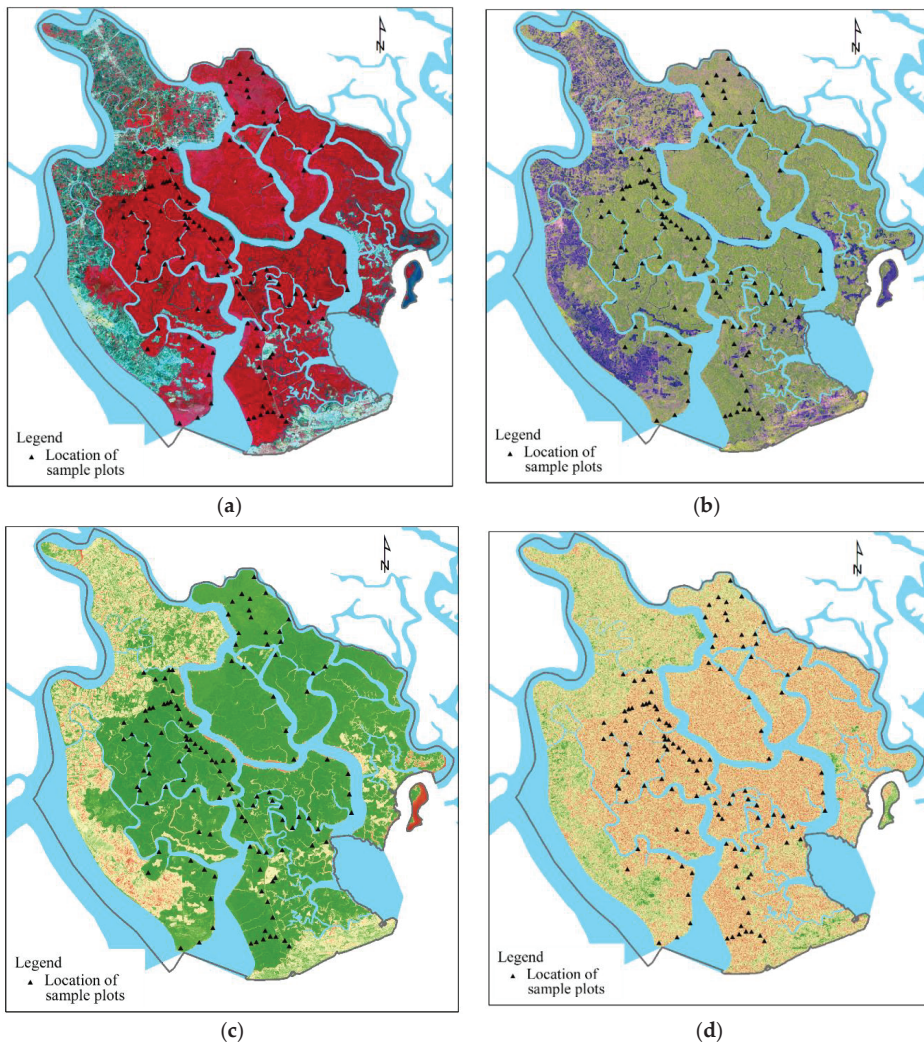 N
N
Legend
Location of
sample plots
Legend
Location of
sample plots
(a)
(b)
N
N
Legend
Location of
sample plots
Legend
Location of
sample plots
(c)
(d)